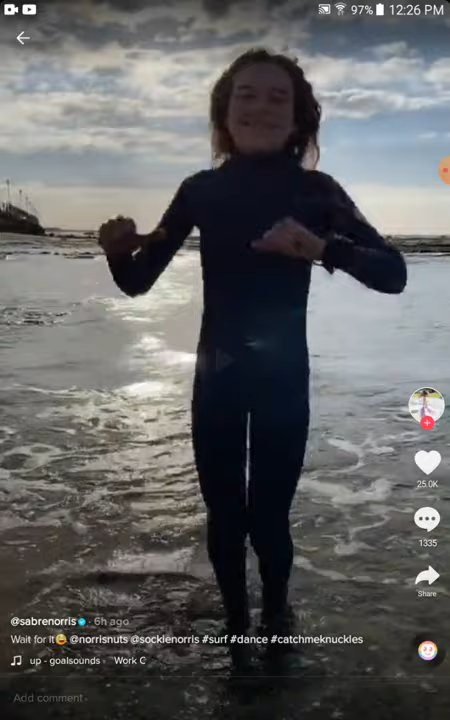 97% 12:26 PM
25.0K
1335
Share
@sabrenorris · 6h ago
Wait for It😅 @norrisnuts @sockienorris #surf #dance #catchmeknuckles
up - goalsounds · Work C
Add comment